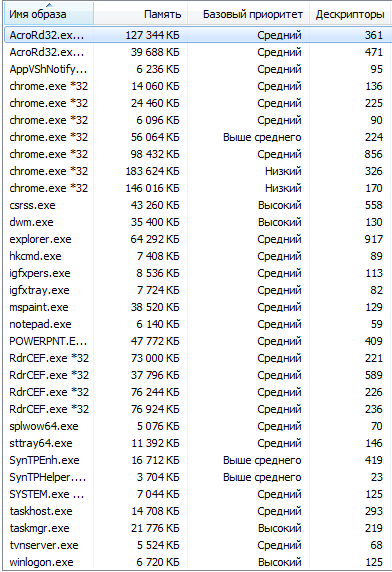 Имя образа Память Базовый приоритет Дескрипторы
AcroRd32.ex... 127 344 КБ Средний 361
AcroRd32.ex... 39 688 КБ Средний 471
AppVShNotify... 6 236 КБ Средний 95
chrome.exe *32 14 060 КБ Средний 136
chrome.exe *32 24 460 КБ Средний 225
chrome.exe *32 6 096 КБ Средний 90
chrome.exe *32 56 064 КБ Выше среднего 224
chrome.exe *32 98 432 КБ Средний 856
chrome.exe *32 183 624 КБ Низкий 326
chrome.exe *32 146 016 КБ Низкий 170
csrss.exe 43 260 КБ Высокий 558
dwm.exe 35 400 КБ Высокий 130
explorer.exe 64 292 КБ Средний 917
hkcmd.exe 7 408 КБ Средний 89
igfxpers.exe 8 536 КБ Средний 113
igfxtray.exe 7 724 КБ Средний 82
mspaint.exe 38 520 КБ Средний 129
notepad.exe 6 140 КБ Средний 59
POWERPNT.E... 47 772 КБ Средний 409
RdrCEF.exe *32 73 000 КБ Средний 221
RdrCEF.exe *32 37 796 КБ Средний 589
RdrCEF.exe *32 76 244 КБ Средний 226
RdrCEF.exe *32 76 924 КБ Средний 236
splwow64.exe 5 076 КБ Средний 70
sttray64.exe 11 392 КБ Средний 146
SynTPEnh.exe 16 712 КБ Выше среднего 419
SynTPHelper.... 3 704 КБ Выше среднего 23
SYSTEM.exe ... 7 044 КБ Средний 125
taskhost.exe 14 708 КБ Средний 293
taskmgr.exe 21 776 КБ Высокий 219
tvnserver.exe 5 524 КБ Средний 68
winlogon.exe 6 720 КБ Высокий 125